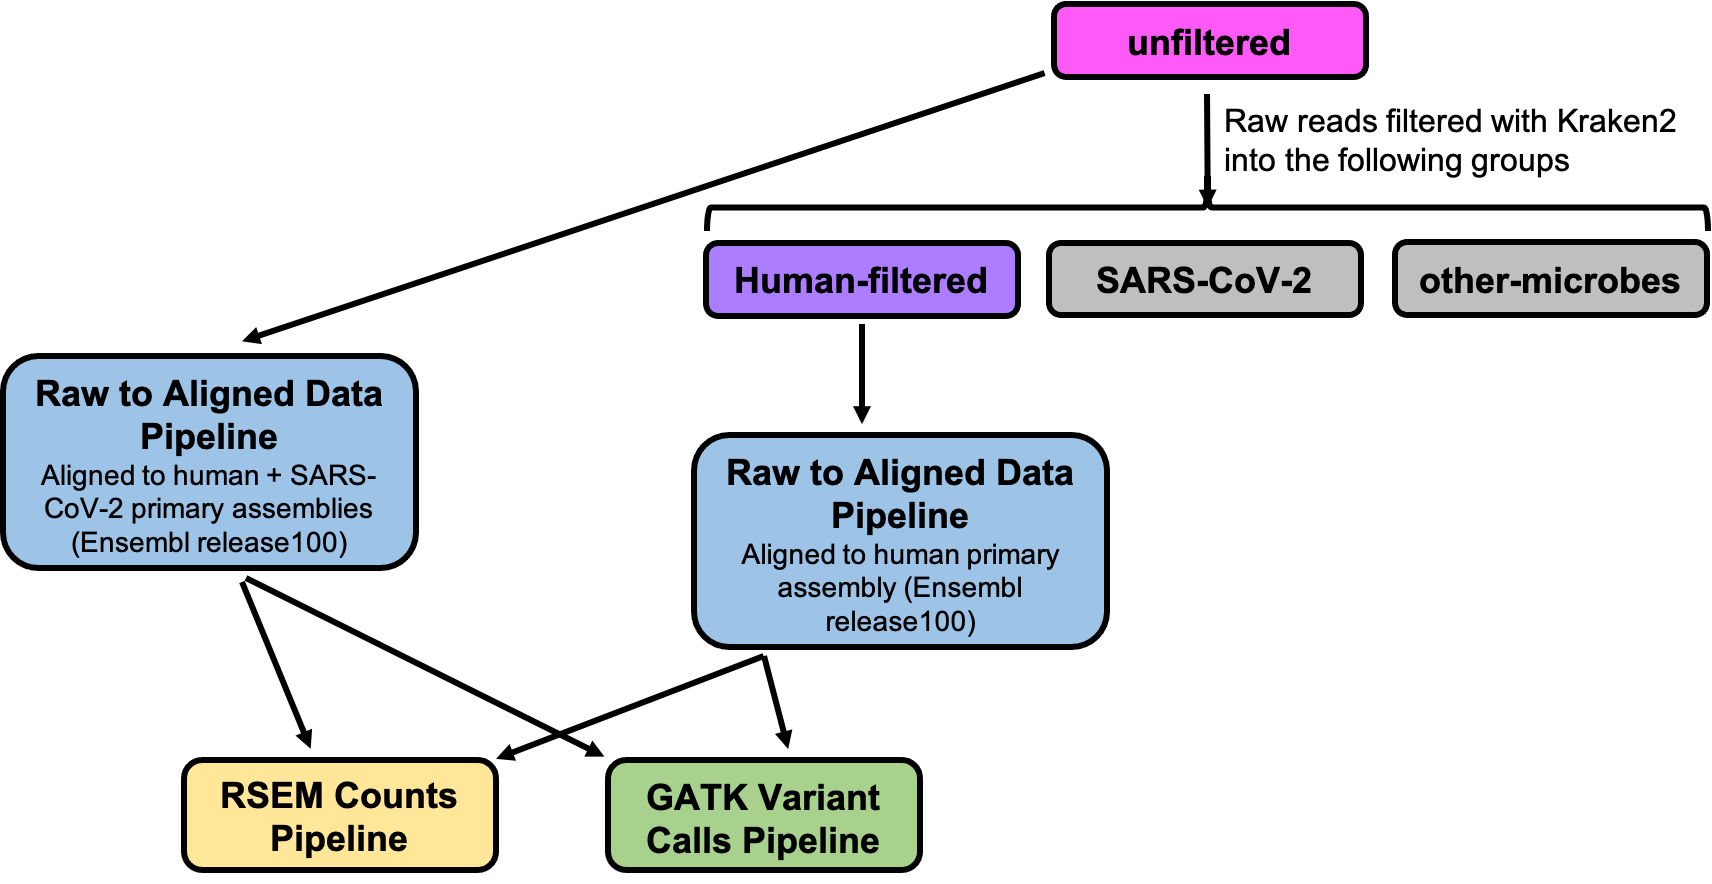 unfiltered
Raw reads filtered with Kraken2
into the following groups
Human-filtered
SARS-CoV-2
other-microbes
Raw to Aligned Data
Pipeline
Aligned to human + SARS-
CoV-2 primary assemblies
(Ensembl release100)
Raw to Aligned Data
Pipeline
Aligned to human primary
assembly (Ensembl
release100)
RSEM Counts
Pipeline
GATK Variant
Calls Pipeline